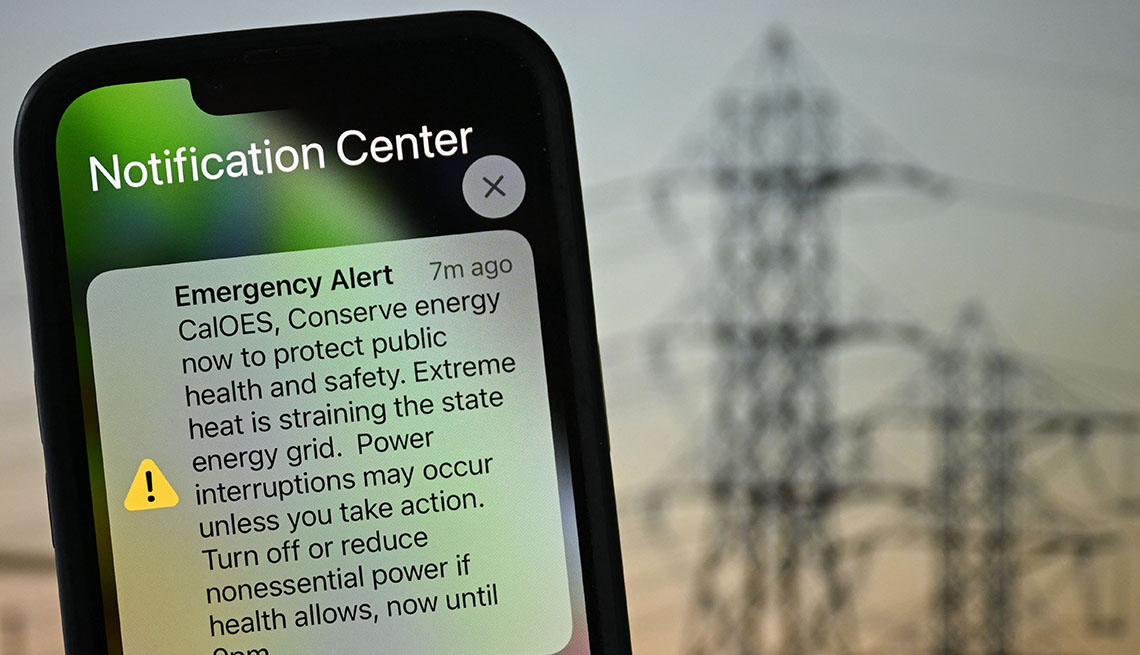 Notification Center
Emergency Alert 7m ago
CalOES, Conserve energy
now to protect public
health and safety. Extreme
heat is straining the state
energy grid.  Power
interruptions may occur
unless you take action.
Turn off or reduce
nonessential power if
health allows, now until
9pm